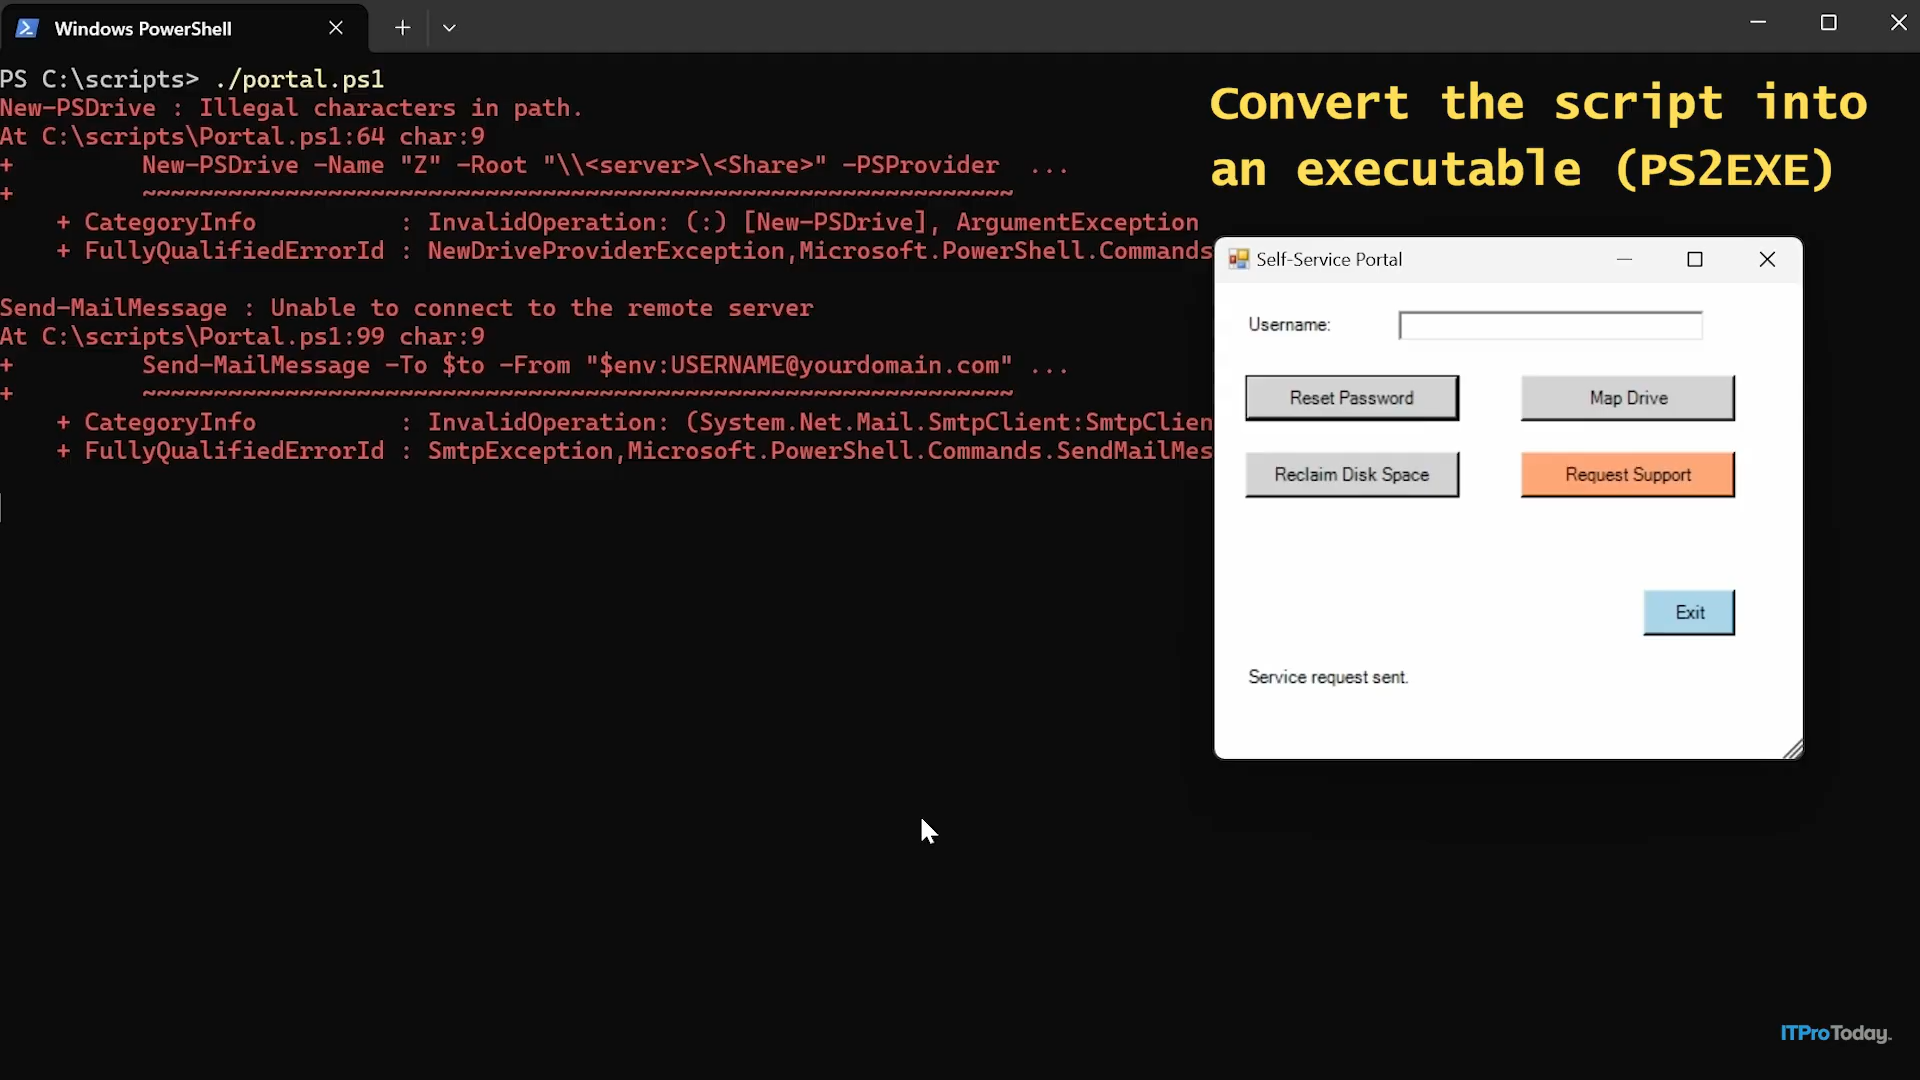 Windows PowerShell
PS C:\scripts> ./portal.ps1
New-PSDrive : Illegal characters in path.
At C:\scripts\Portal.ps1:64 char:9
+         New-PSDrive -Name "Z" -Root "\\<server>\<Share>" -PSProvider  ...
+         ~~~~~~~~~~~~~~~~~~~~~~~~~~~~~~~~~~~~~~~~~~~~~~~~~~~~~~~~~~~~~
    + CategoryInfo          : InvalidOperation: (:) [New-PSDrive], ArgumentException
    + FullyQualifiedErrorId : NewDriveProviderException,Microsoft.PowerShell.Commands
Send-MailMessage : Unable to connect to the remote server
At C:\scripts\Portal.ps1:99 char:9
+         Send-MailMessage -To $to -From "$env:USERNAME@yourdomain.com" ...
+         ~~~~~~~~~~~~~~~~~~~~~~~~~~~~~~~~~~~~~~~~~~~~~~~~~~~~~~~~~~~~~
    + CategoryInfo          : InvalidOperation: (System.Net.Mail.SmtpClient:SmtpClien
    + FullyQualifiedErrorId : SmtpException,Microsoft.PowerShell.Commands.SendMailMes
Convert the script into
an executable (PS2EXE)
Self-Service Portal
Username:
Reset Password
Map Drive
Reclaim Disk Space
Request Support
Exit
Service request sent.
ITProToday.